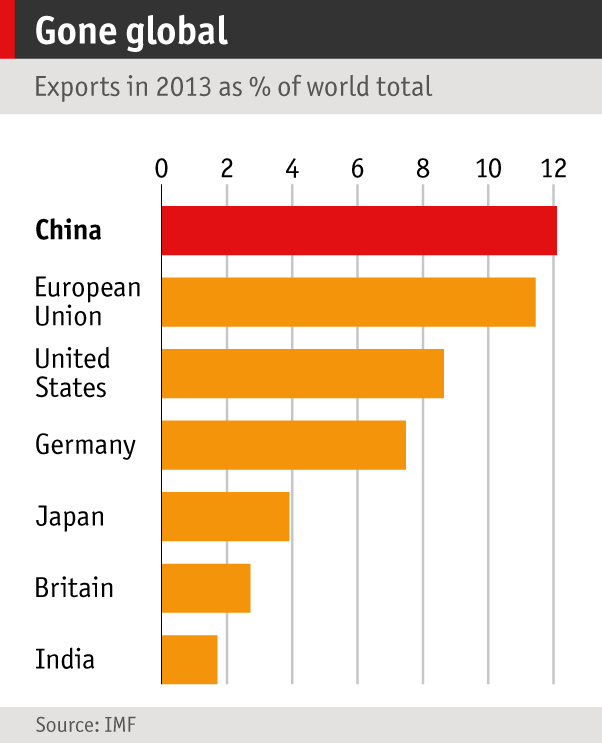 Gone global
Exports in 2013 as % of world total
0 2 4 6 8 10 12
China
European
Union
United
States
Germany
Japan
Britain
India
Source: IMF